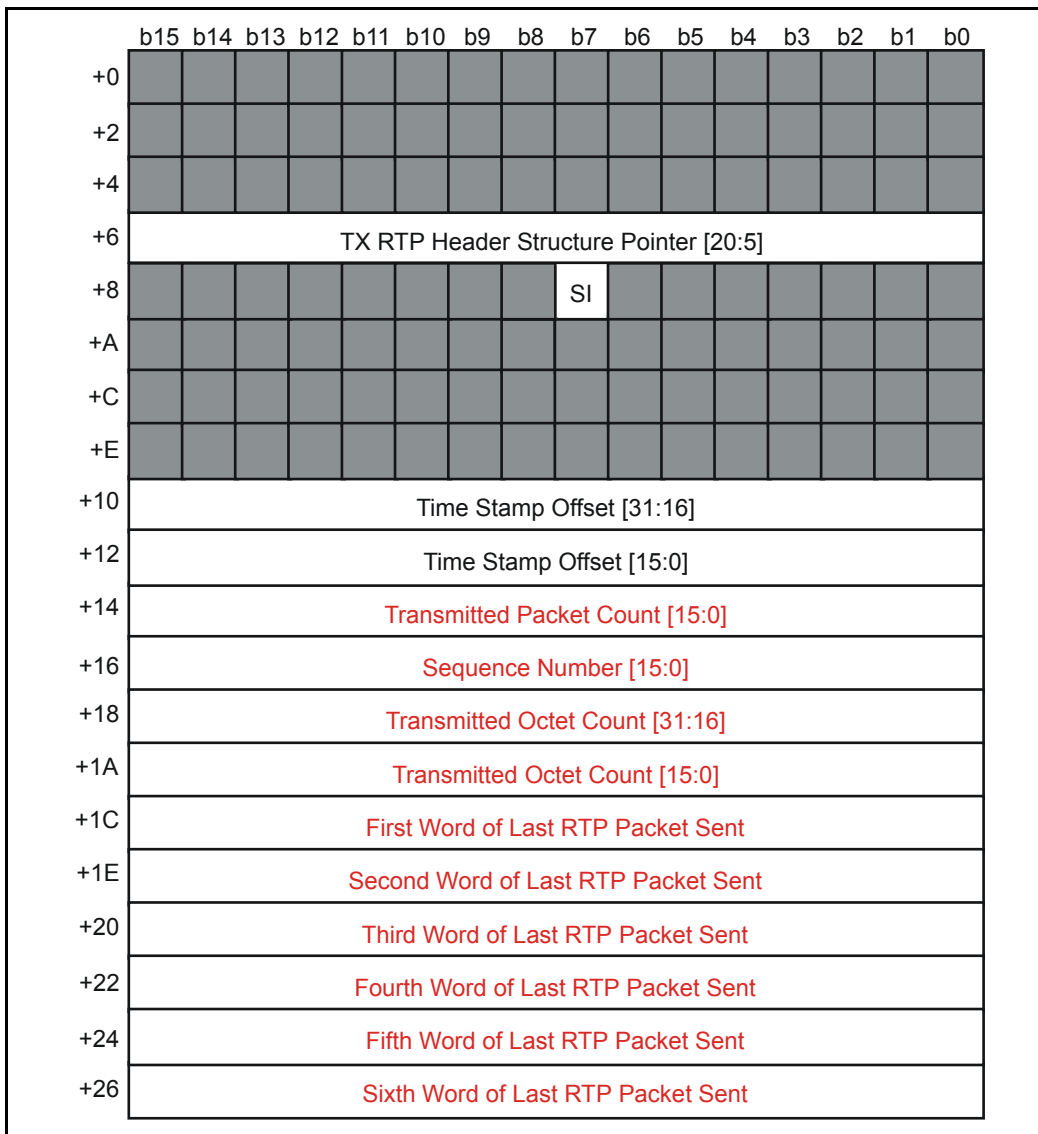 b15 b14 b13 b12 b11 b10 b9 b8 b7 b6 b5 b4 b3 b2 b1 b0
+0
+2
+4
+6 TX RTP Header Structure Pointer [20:5]
+8 SI
+A
+C
+E
+10 Time Stamp Offset [31:16]
+12 Time Stamp Offset [15:0]
+14 Transmitted Packet Count [15:0]
+16 Sequence Number [15:0]
+18 Transmitted Octet Count [31:16]
+1A Transmitted Octet Count [15:0]
+1C First Word of Last RTP Packet Sent
+1E Second Word of Last RTP Packet Sent
+20 Third Word of Last RTP Packet Sent
+22 Fourth Word of Last RTP Packet Sent
+24 Fifth Word of Last RTP Packet Sent
+26 Sixth Word of Last RTP Packet Sent